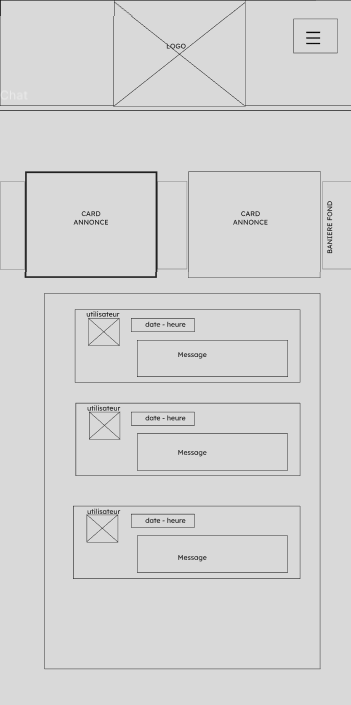 LOGO
Chat
CARD
ANNONCE
CARD
ANNONCE
BANIERE FOND
utilisateur
date - heure
Message
utilisateur
date - heure
Message
utilisateur
date - heure
Message